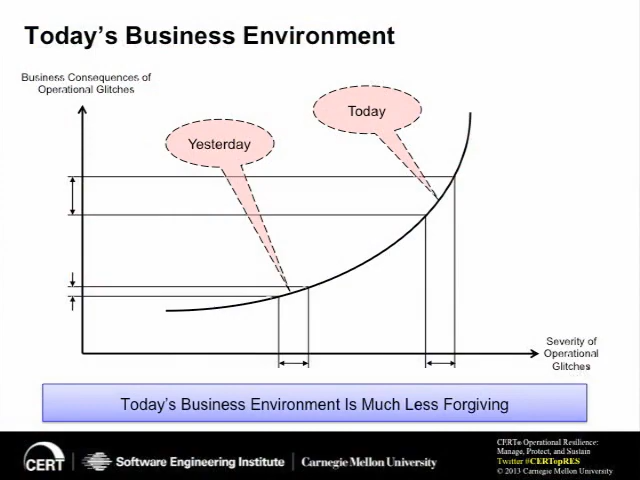 Today's Business Environment
Business Consequences of
Operational Glitches
Today
Yesterday
Severity of
Operational
Glitches
Today's Business Environment Is Much Less Forgiving
CERT
Software Engineering Institute
Carnegie Mellon University
CERT® Operational Resilience:
Manage, Protect, and Sustain
Twitter #CERTopRES
© 2013 Carnegie Mellon University